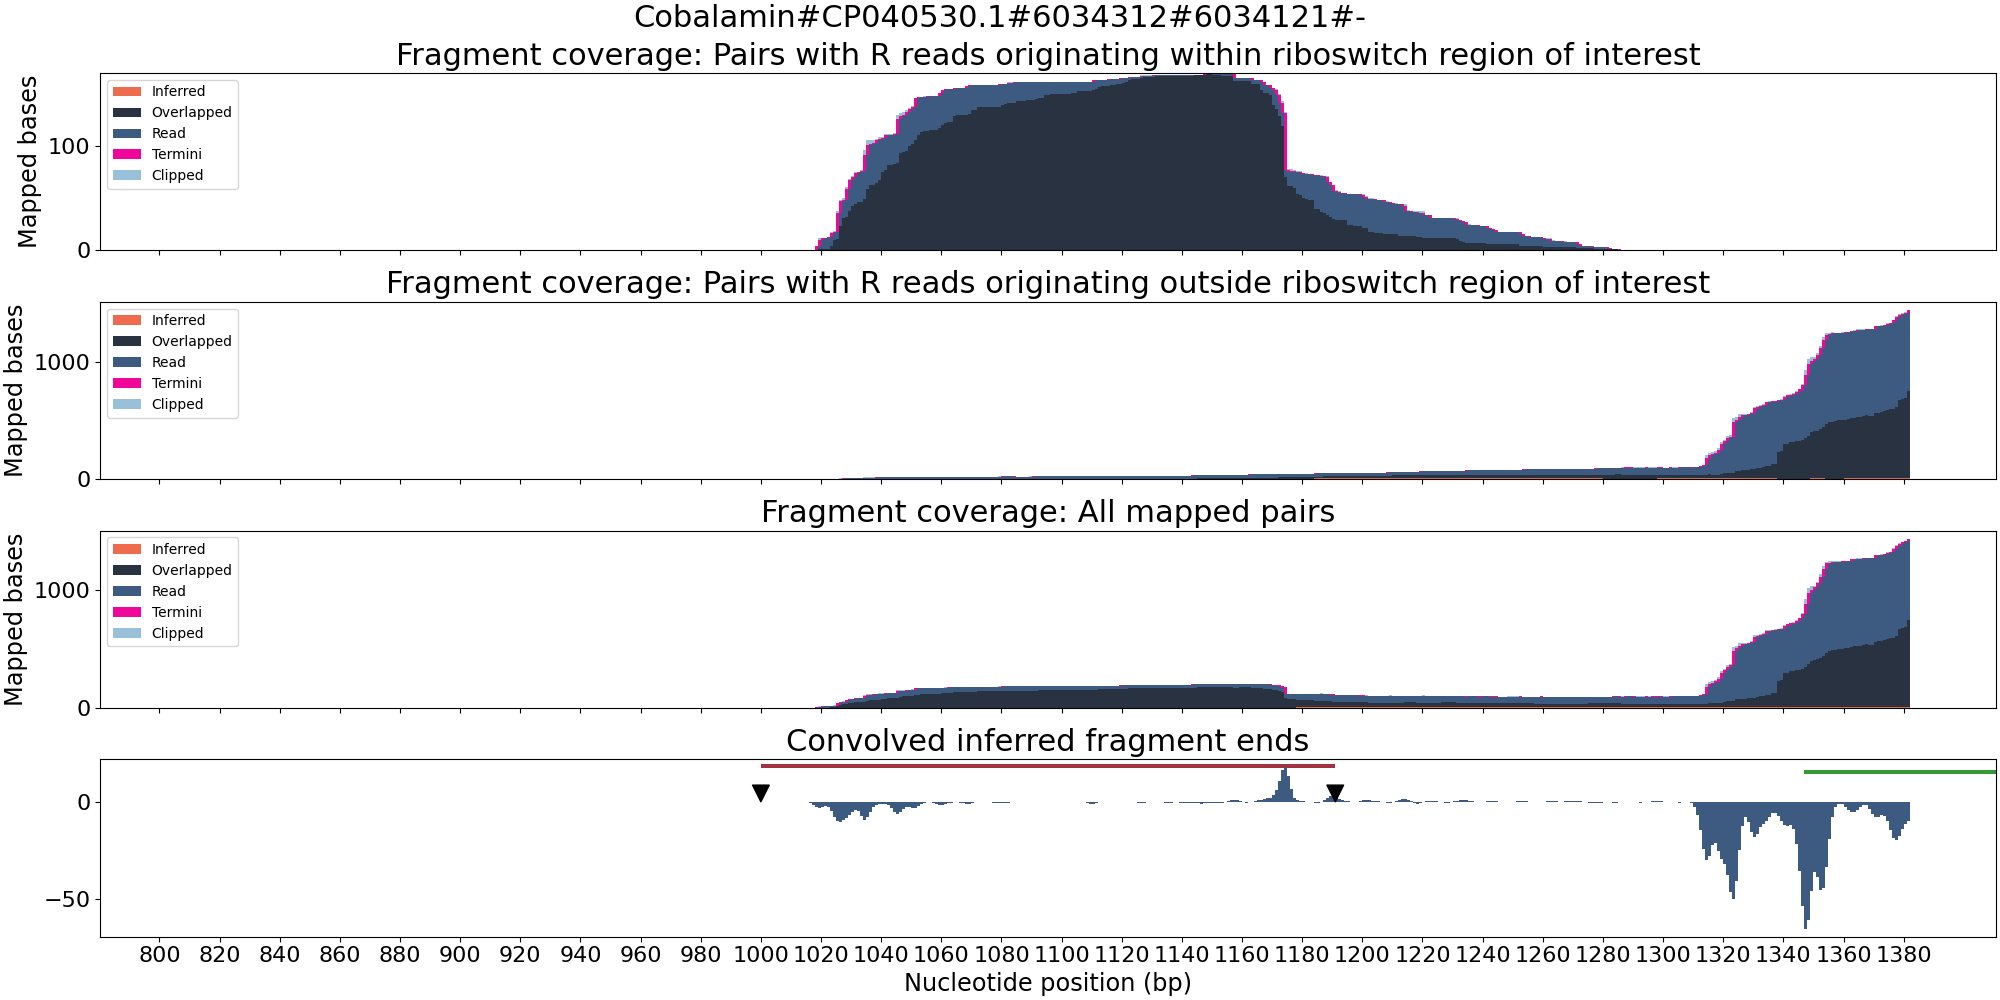 Cobalamin#CP040530.1#6034312#6034121#-
Fragment coverage: Pairs with R reads originating within riboswitch region of interest
Mapped bases
100
0
Inferred
Overlapped
Read
Termini
Clipped
Fragment coverage: Pairs with R reads originating outside riboswitch region of interest
Mapped bases
1000
0
Inferred
Overlapped
Read
Termini
Clipped
Fragment coverage: All mapped pairs
Mapped bases
1000
0
Inferred
Overlapped
Read
Termini
Clipped
Convolved inferred fragment ends
0
−50
800 820 840 860 880 900 920 940 960 980 1000 1020 1040 1060 1080 1100 1120 1140 1160 1180 1200 1220 1240 1260 1280 1300 1320 1340 1360 1380
Nucleotide position (bp)